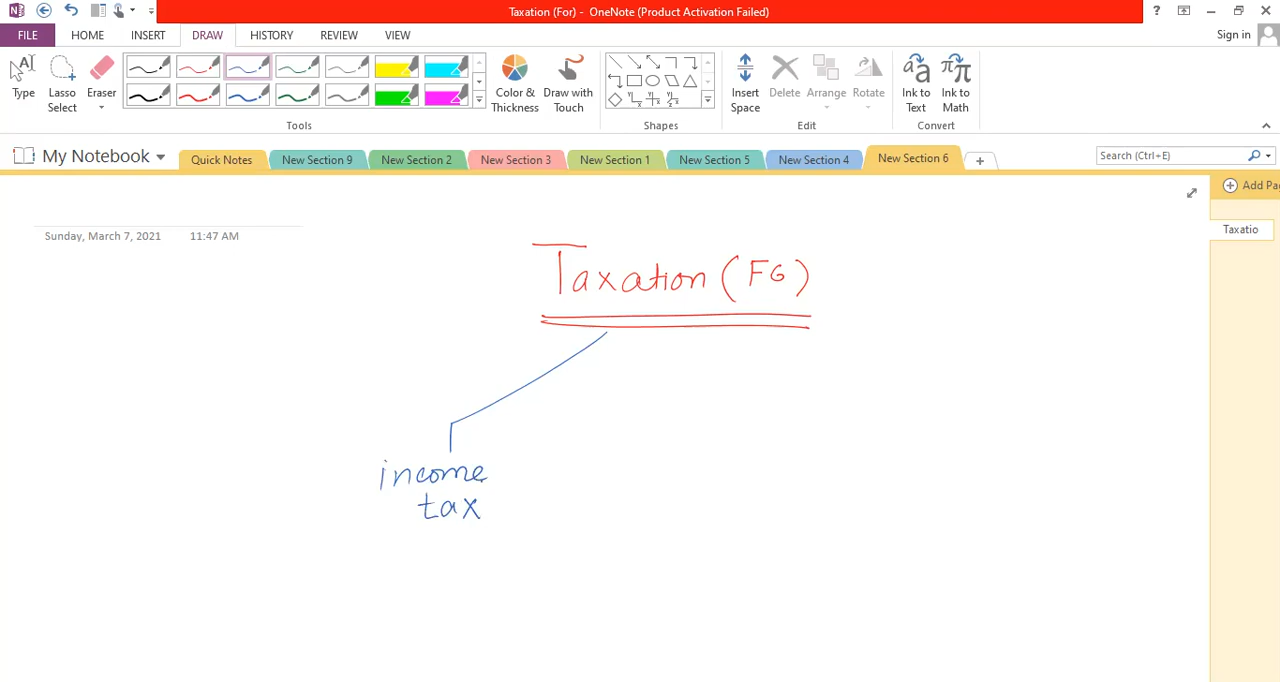 Taxation (For) - OneNote (Product Activation Failed)
FILE HOME INSERT DRAW HISTORY REVIEW VIEW
Sign in
Type
Lasso Select
Eraser
Color & Thickness
Draw with Touch
Insert Space
Delete
Arrange
Rotate
Ink to Text
Ink to Math
Tools
Shapes
Edit
Convert
My Notebook
Quick Notes
New Section 9
New Section 2
New Section 3
New Section 1
New Section 5
New Section 4
New Section 6
Search (Ctrl+E)
Add Pa
Taxatio
Sunday, March 7, 2021 11:47 AM
Taxation (F6)
income
tax